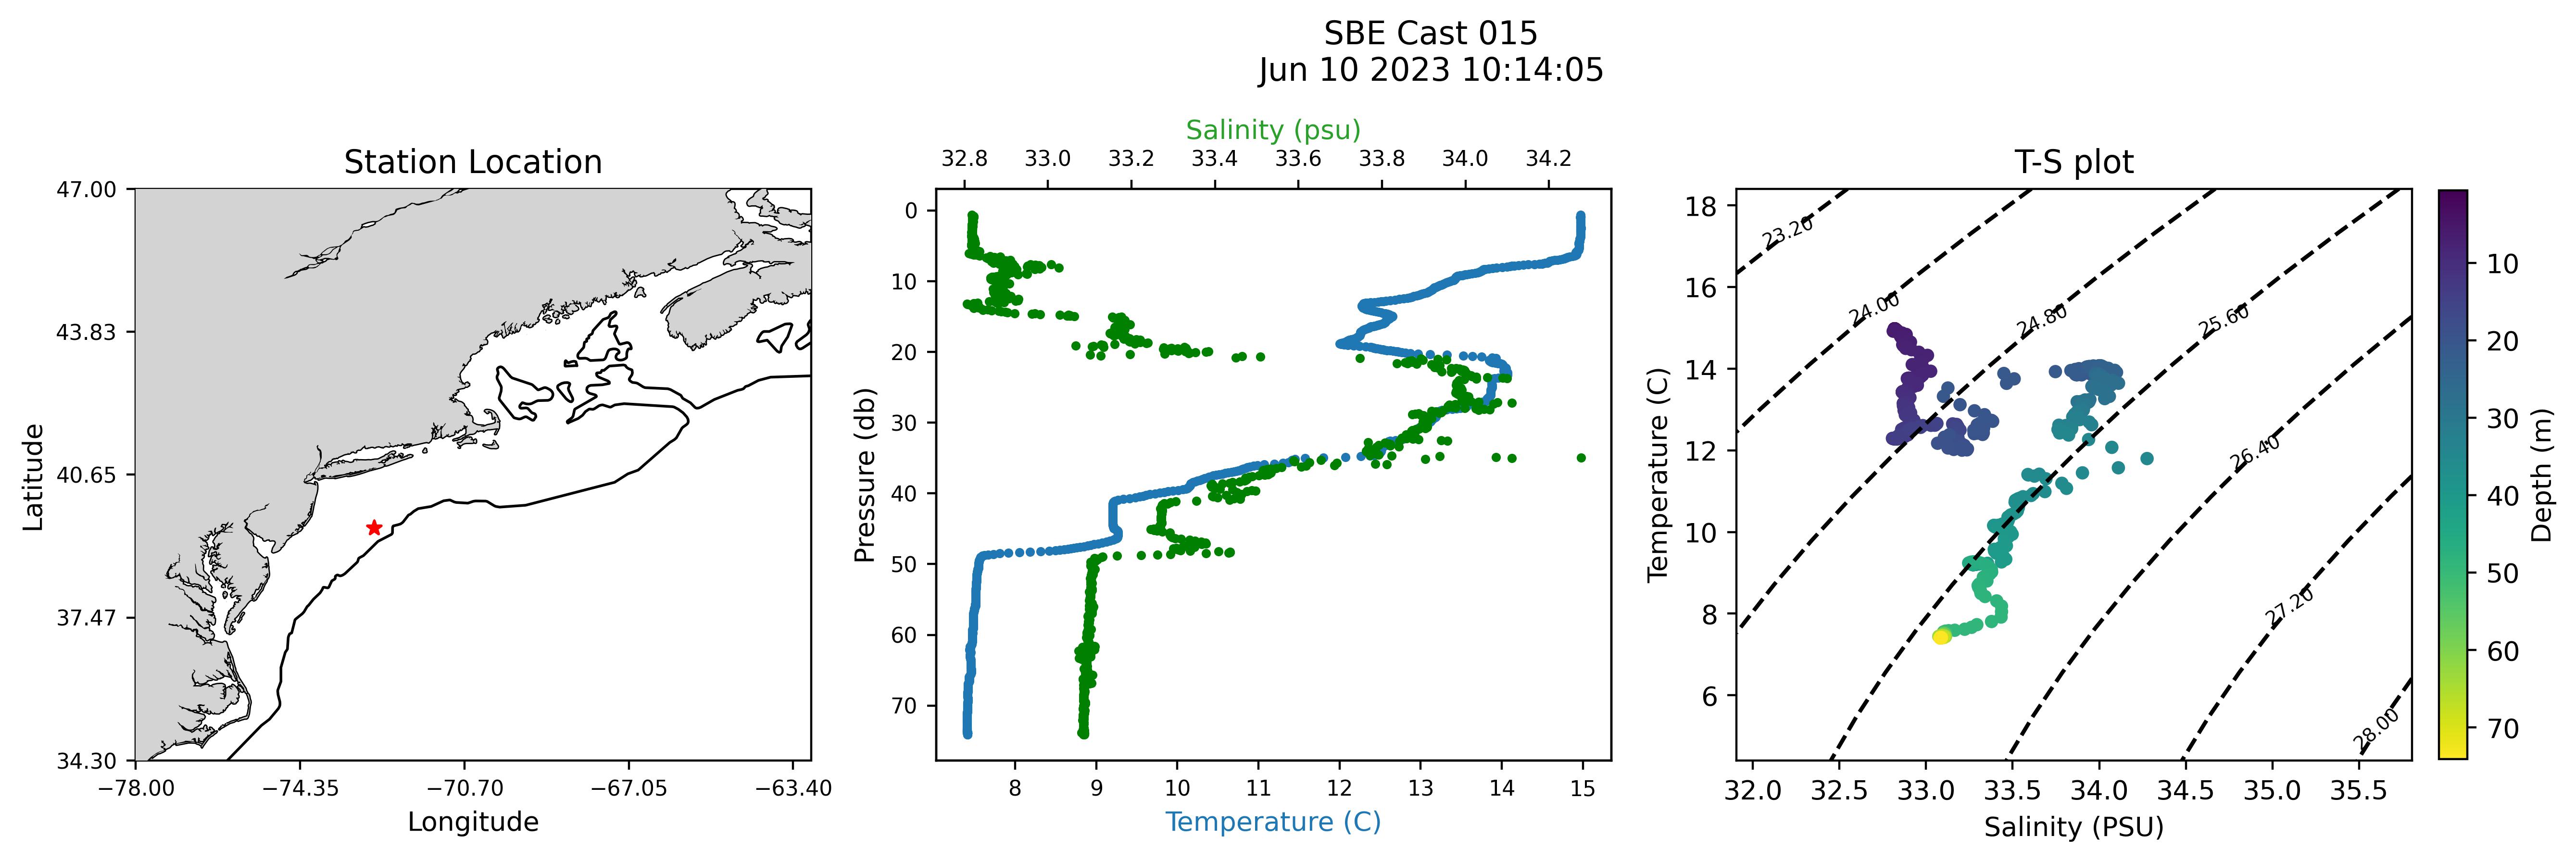 SBE Cast 015
Jun 10 2023 10:14:05
Station Location
47.00
43.83
40.65
37.47
34.30
Latitude
−78.00 −74.35 −70.70 −67.05 −63.40
Longitude
Salinity (psu)
32.8 33.0 33.2 33.4 33.6 33.8 34.0 34.2
0
10
20
30
40
50
60
70
Pressure (db)
8 9 10 11 12 13 14 15
Temperature (C)
T-S plot
18
16
14
12
10
8
6
Temperature (C)
23.20
24.00
24.80
25.60
26.40
27.20
28.00
32.0 32.5 33.0 33.5 34.0 34.5 35.0 35.5
Salinity (PSU)
10
20
30
40
50
60
70
Depth (m)